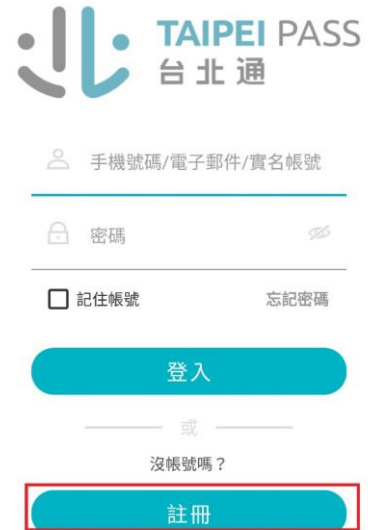 TAIPEI PASS
台北通
手機號碼/電子郵件/實名帳號
密碼
記住帳號 忘記密碼
登入
或
沒帳號嗎？
註冊